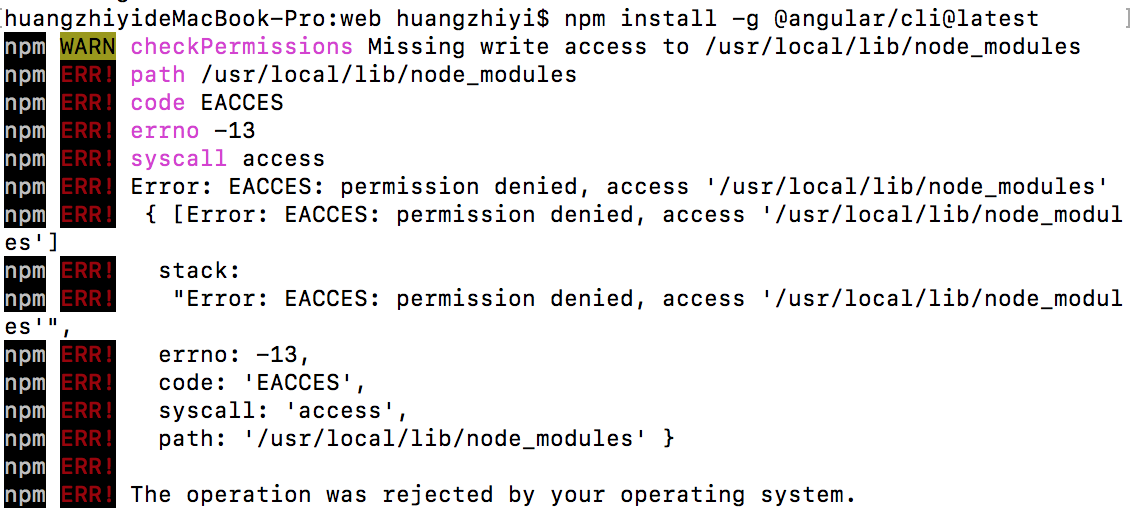 huangzhiyideMacBook-Pro:web huangzhiyi$ npm install -g @angular/cli@latest
npm WARN checkPermissions Missing write access to /usr/local/lib/node_modules
npm ERR! path /usr/local/lib/node_modules
npm ERR! code EACCES
npm ERR! errno -13
npm ERR! syscall access
npm ERR! Error: EACCES: permission denied, access '/usr/local/lib/node_modules'
npm ERR!  { [Error: EACCES: permission denied, access '/usr/local/lib/node_modul
es']
npm ERR!   stack:
npm ERR!    "Error: EACCES: permission denied, access '/usr/local/lib/node_modul
es'",
npm ERR!   errno: -13,
npm ERR!   code: 'EACCES',
npm ERR!   syscall: 'access',
npm ERR!   path: '/usr/local/lib/node_modules' }
npm ERR!
npm ERR! The operation was rejected by your operating system.